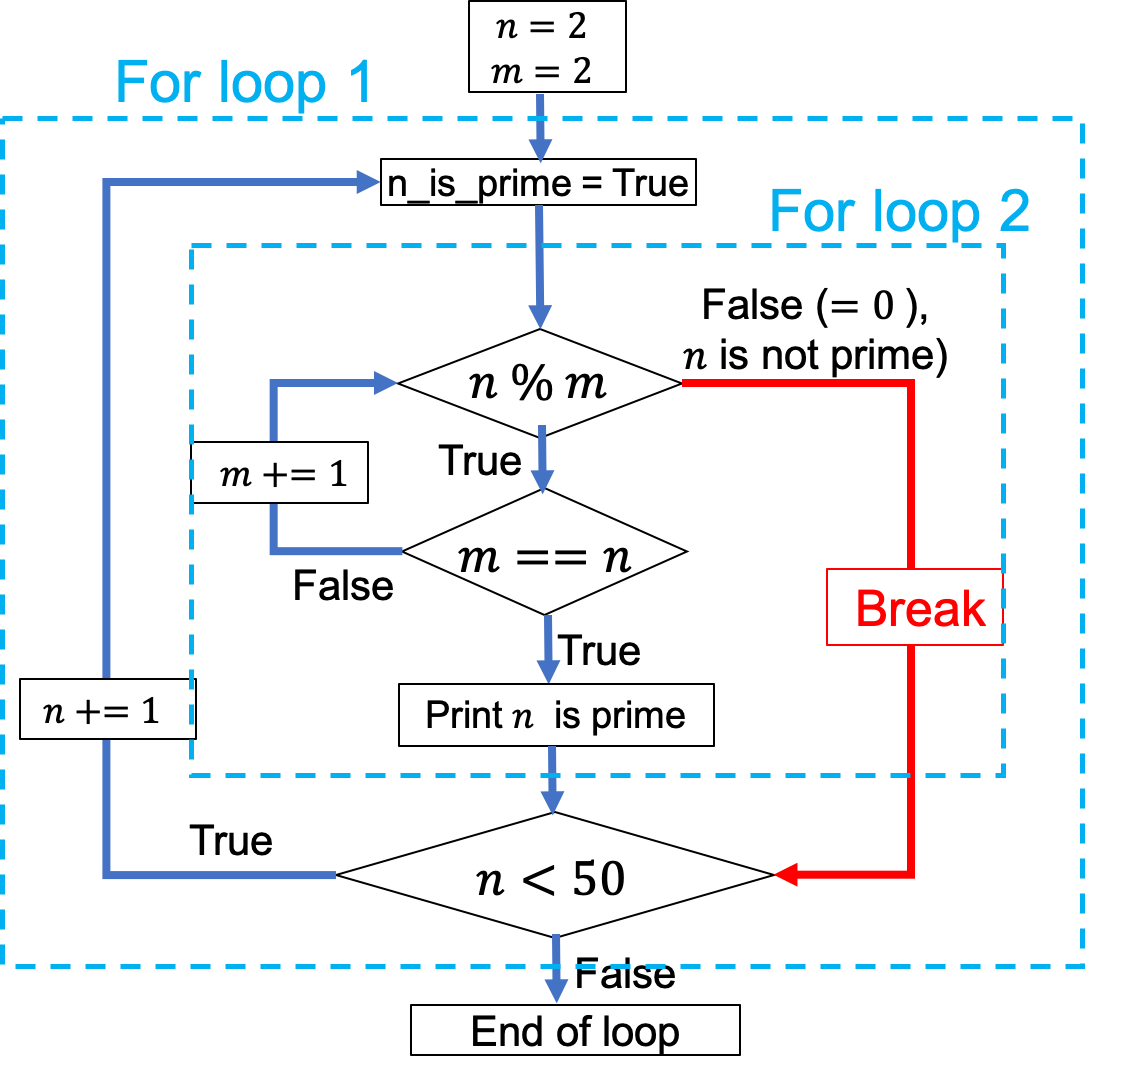 n = 2
m = 2
For loop 1
n_is_prime = True
For loop 2
False (= 0 ),
n is not prime)
n % m
True
m += 1
m == n
False
Break
True
Print n is prime
n += 1
True
n < 50
False
End of loop